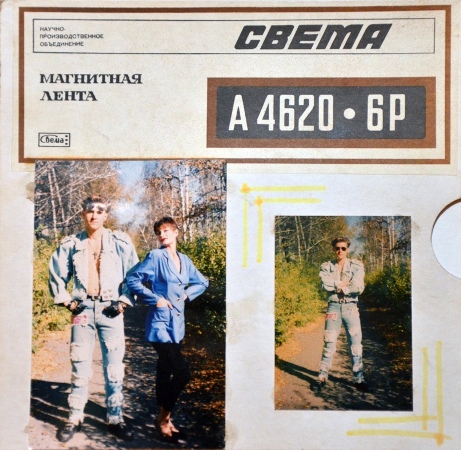 НАУЧНО-
ПРОИЗВОДСТВЕННОЕ
ОБЪЕДИНЕНИЕ
СВЕМА
МАГНИТНАЯ
ЛЕНТА
А 4620 • 6Р
Свема